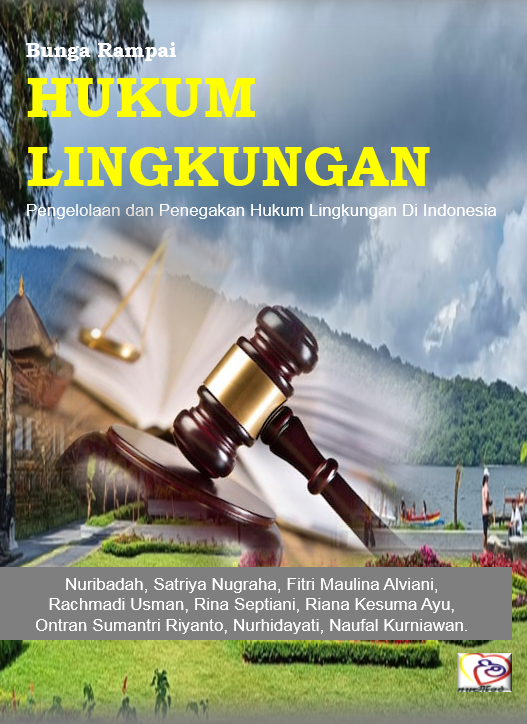 Bunga Rampai
HUKUM
LINGKUNGAN
Pengelolaan dan Penegakan Hukum Lingkungan Di Indonesia
Nuribadah, Satriya Nugraha, Fitri Maulina Alviani,
Rachmadi Usman, Rina Septiani, Riana Kesuma Ayu,
Ontran Sumantri Riyanto, Nurhidayati, Naufal Kurniawan.